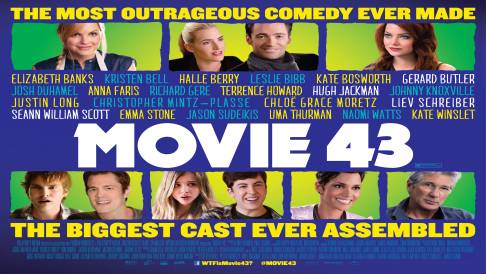 THE MOST OUTRAGEOUS COMEDY EVER MADE
ELIZABETH BANKS KRISTEN BELL HALLE BERRY LESLIE BIBB KATE BOSWORTH GERARD BUTLER
JOSH DUHAMEL ANNA FARIS RICHARD GERE TERRENCE HOWARD HUGH JACKMAN JOHNNY KNOXVILLE
JUSTIN LONG CHRISTOPHER MINTZ-PLASSE CHLOË GRACE MORETZ LIEV SCHREIBER
SEANN WILLIAM SCOTT EMMA STONE JASON SUDEIKIS UMA THURMAN NAOMI WATTS KATE WINSLET
MOVIE 43
THE BIGGEST CAST EVER ASSEMBLED
WTFisMovie43? #MOVIE43